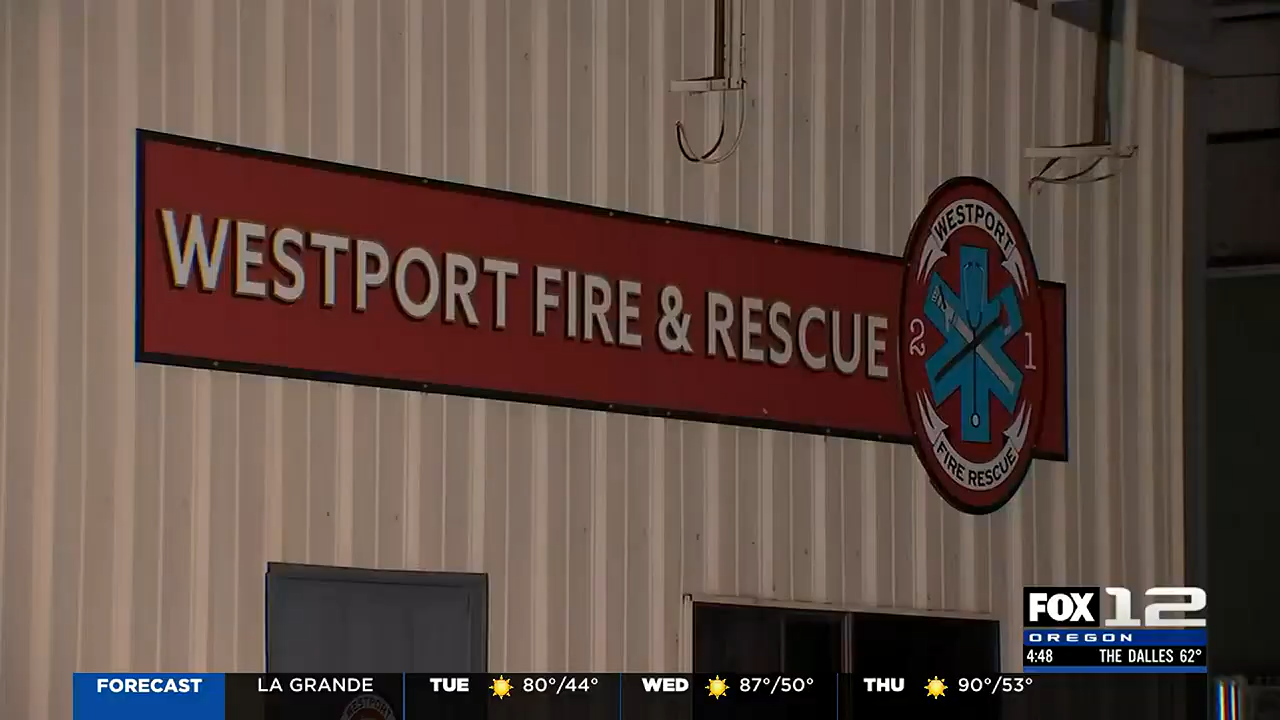 WESTPORT FIRE & RESCUE
WESTPORT
2 1
FIRE RESCUE
FOX 12
OREGON
4:48 THE DALLES 62°
FORECAST LA GRANDE TUE 80°/44° WED 87°/50° THU 90°/53°
WESTPORT